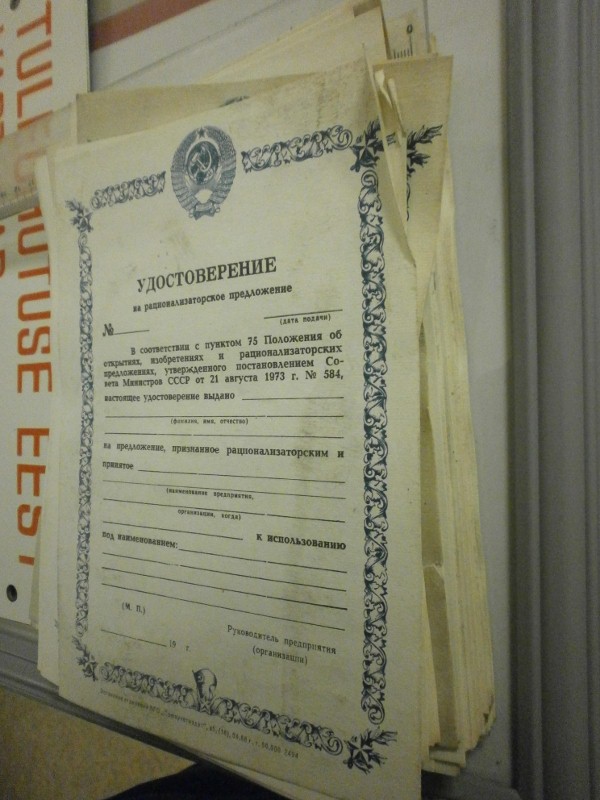 УДОСТОВЕРЕНИЕ
на рационализаторское предложение
№
(дата подачи)
В соответствии с пунктом 75 Положения об
открытиях, изобретениях и рационализаторских
предложениях, утвержденного постановлением Со-
вета Министров СССР от 21 августа 1973 г. № 584,
настоящее удостоверение выдано
(фамилия, имя, отчество)
на предложение, признанное рационализаторским и
принятое
(наименование предприятия,
организации, когда)
к использованию
под наименованием:
(М. П.)
Руководитель предприятия
(организации)
19 г.
TULEOHUTUSE EEST